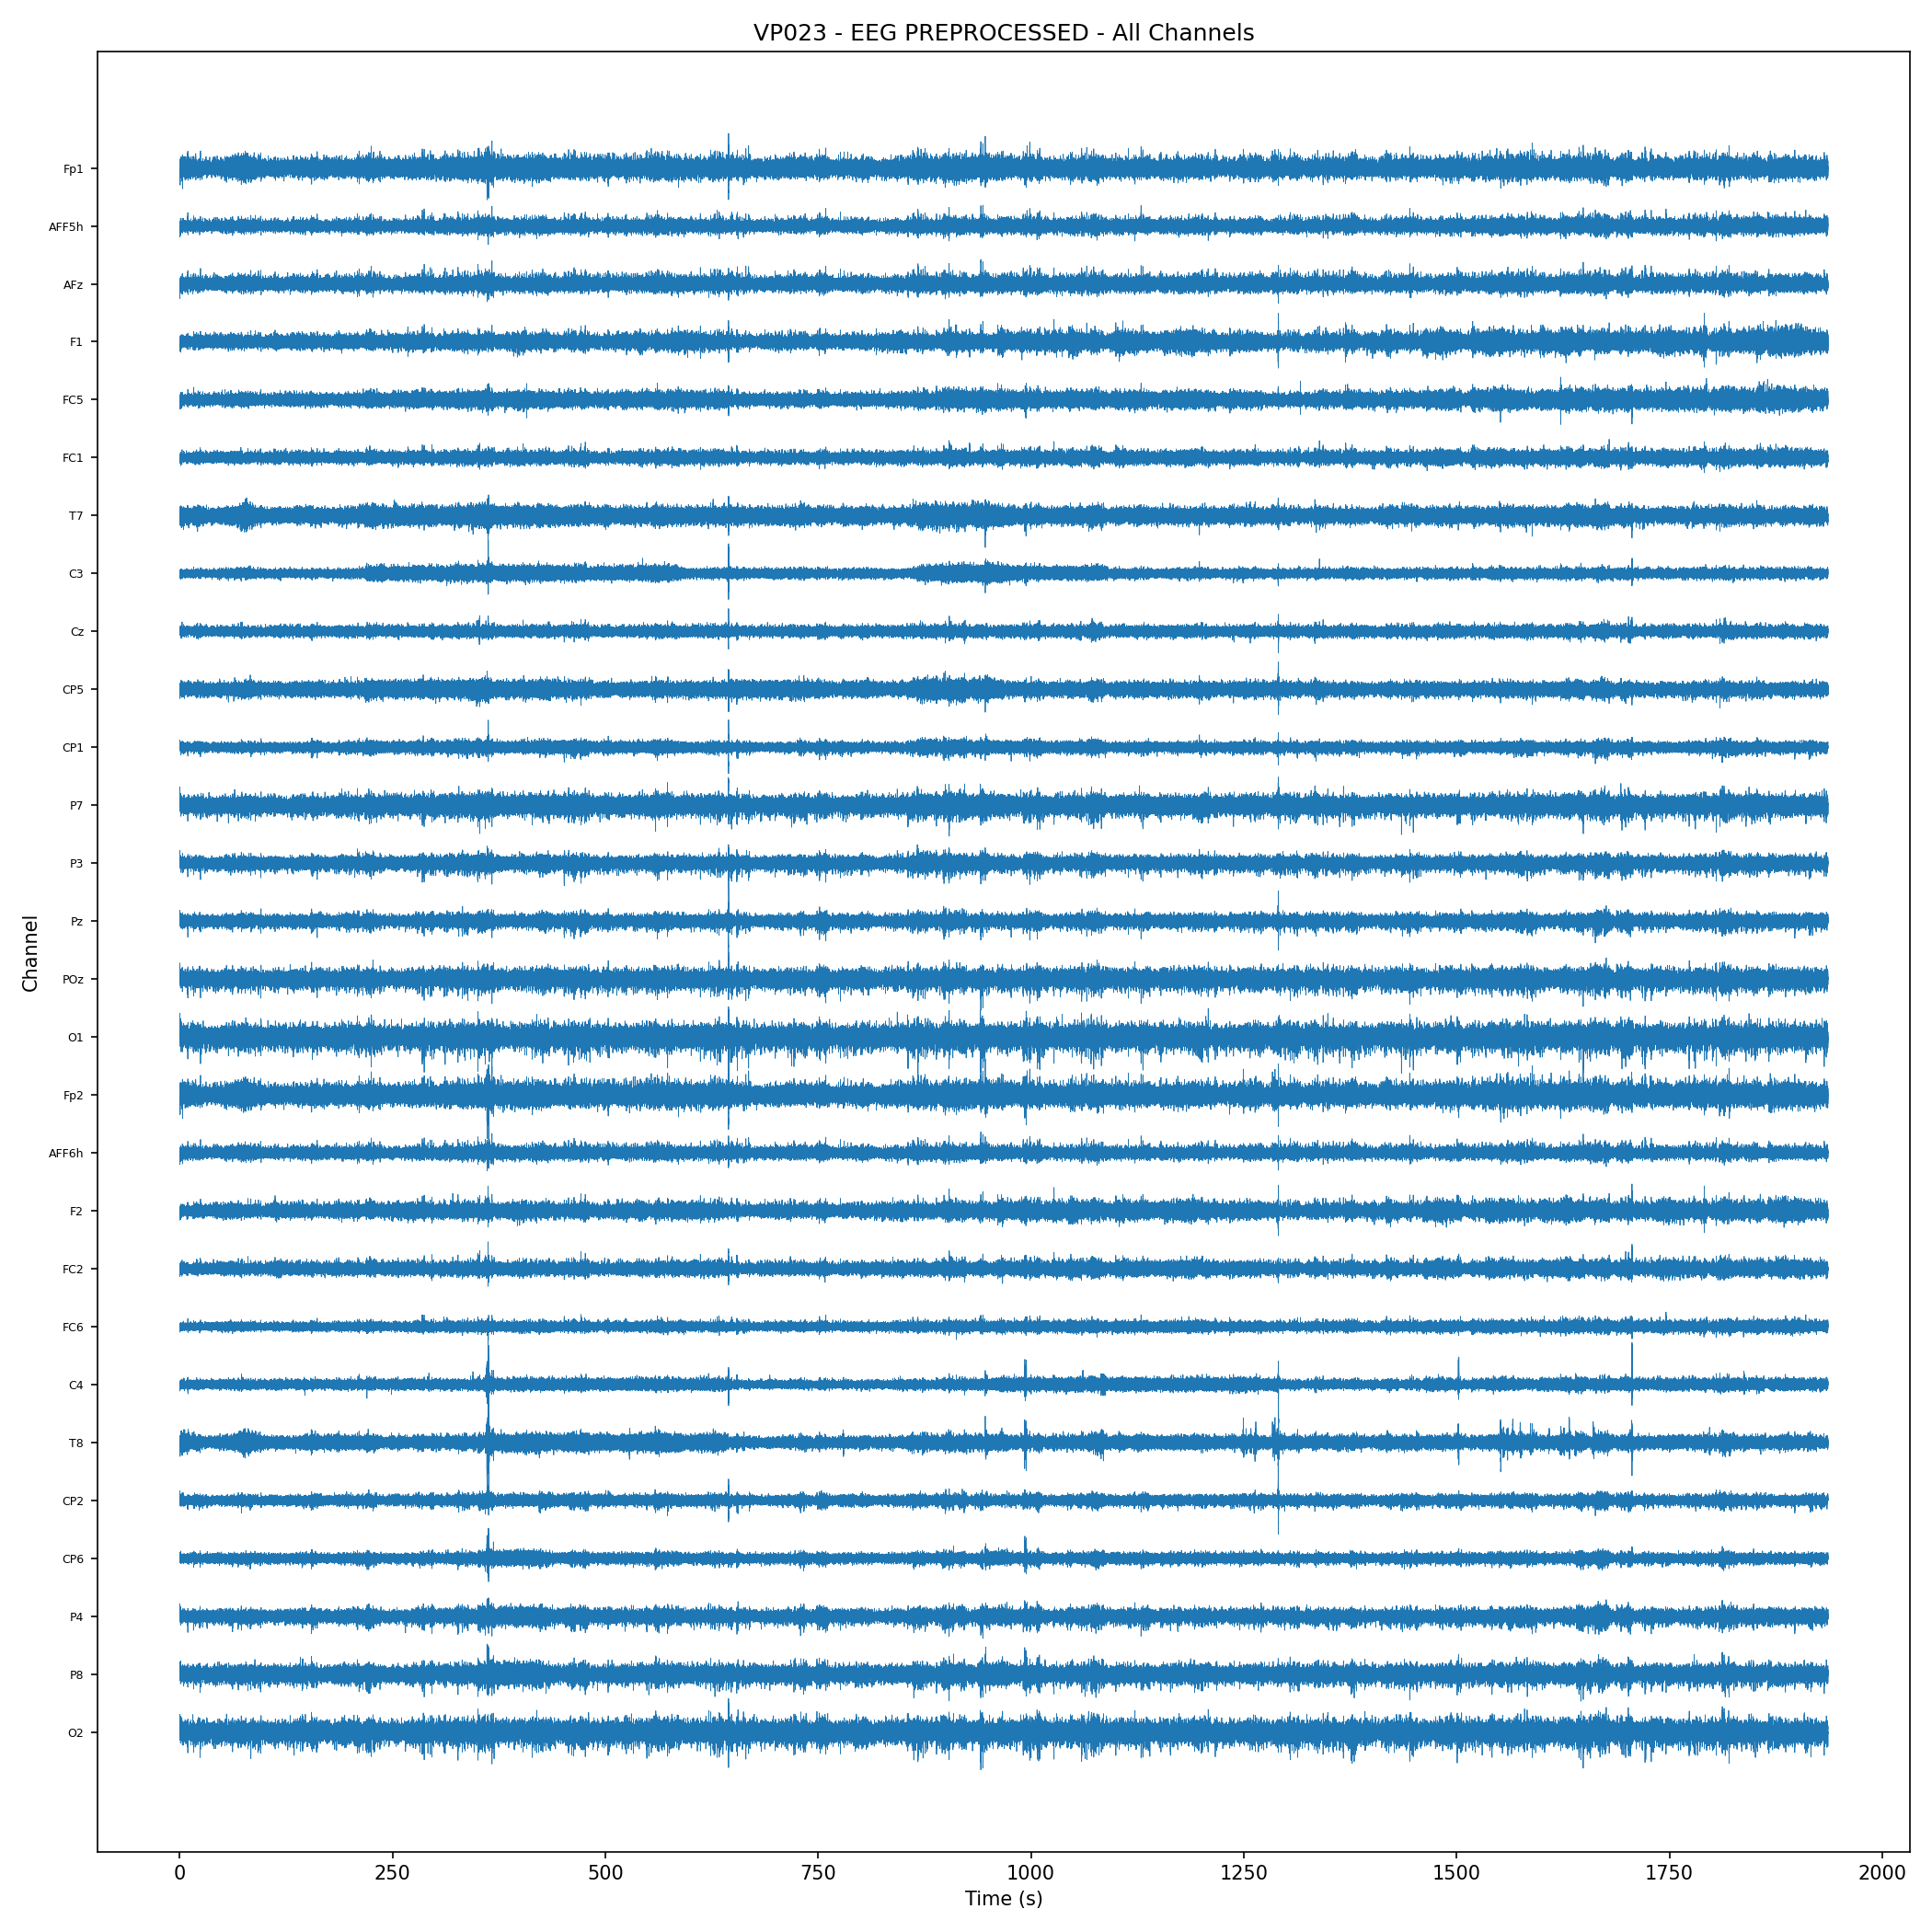 VP023 - EEG PREPROCESSED - All Channels
Fp1
AFF5h
AFz
F1
FC5
FC1
T7
C3
Cz
CP5
CP1
P7
P3
Pz
POz
O1
Fp2
AFF6h
F2
FC2
FC6
C4
T8
CP2
CP6
P4
P8
O2
Channel
0 250 500 750 1000 1250 1500 1750 2000
Time (s)